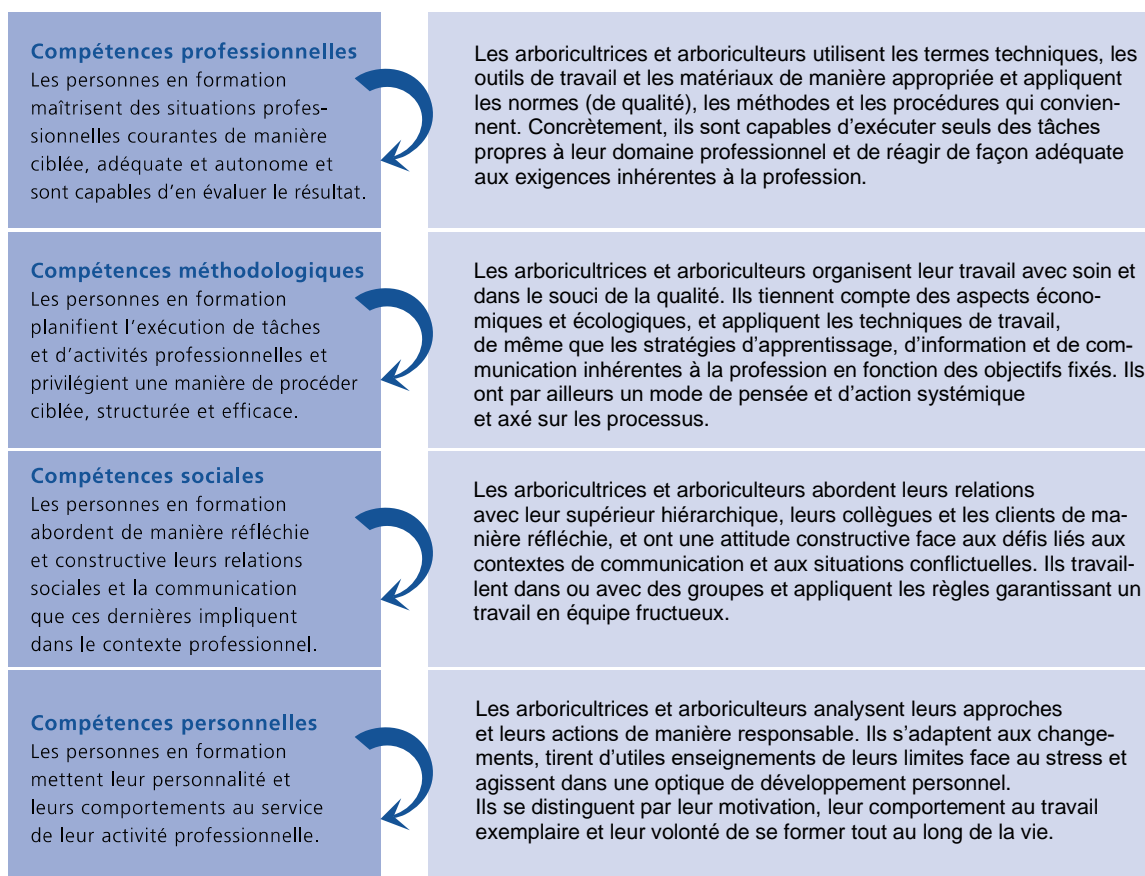 Compétences professionnelles
Les personnes en formation
maîtrisent des situations profes-
sionnelles courantes de manière
ciblée, adéquate et autonome et
sont capables d'en évaluer le résultat.
Les arboricultrices et arboriculteurs utilisent les termes techniques, les
outils de travail et les matériaux de manière appropriée et appliquent
les normes (de qualité), les méthodes et les procédures qui convien-
nent. Concrètement, ils sont capables d'exécuter seuls des tâches
propres à leur domaine professionnel et de réagir de façon adéquate
aux exigences inhérentes à la profession.
Compétences méthodologiques
Les personnes en formation
planifient l'exécution de tâches
et d'activités professionnelles et
privilégient une manière de procéder
ciblée, structurée et efficace.
Les arboricultrices et arboriculteurs organisent leur travail avec soin et
dans le souci de la qualité. Ils tiennent compte des aspects écono-
miques et écologiques, et appliquent les techniques de travail,
de même que les stratégies d'apprentissage, d'information et de com-
munication inhérentes à la profession en fonction des objectifs fixés. Ils
ont par ailleurs un mode de pensée et d'action systémique
et axé sur les processus.
Compétences sociales
Les personnes en formation
abordent de manière réfléchie
et constructive leurs relations
sociales et la communication
que ces dernières impliquent
dans le contexte professionnel.
Les arboricultrices et arboriculteurs abordent leurs relations
avec leur supérieur hiérarchique, leurs collègues et les clients de ma-
nière réfléchie, et ont une attitude constructive face aux défis liés aux
contextes de communication et aux situations conflictuelles. Ils travail-
lent dans ou avec des groupes et appliquent les règles garantissant un
travail en équipe fructueux.
Compétences personnelles
Les personnes en formation
mettent leur personnalité et
leurs comportements au service
de leur activité professionnelle.
Les arboricultrices et arboriculteurs analysent leurs approches
et leurs actions de manière responsable. Ils s'adaptent aux change-
ments, tirent d'utiles enseignements de leurs limites face au stress et
agissent dans une optique de développement personnel.
Ils se distinguent par leur motivation, leur comportement au travail
exemplaire et leur volonté de se former tout au long de la vie.